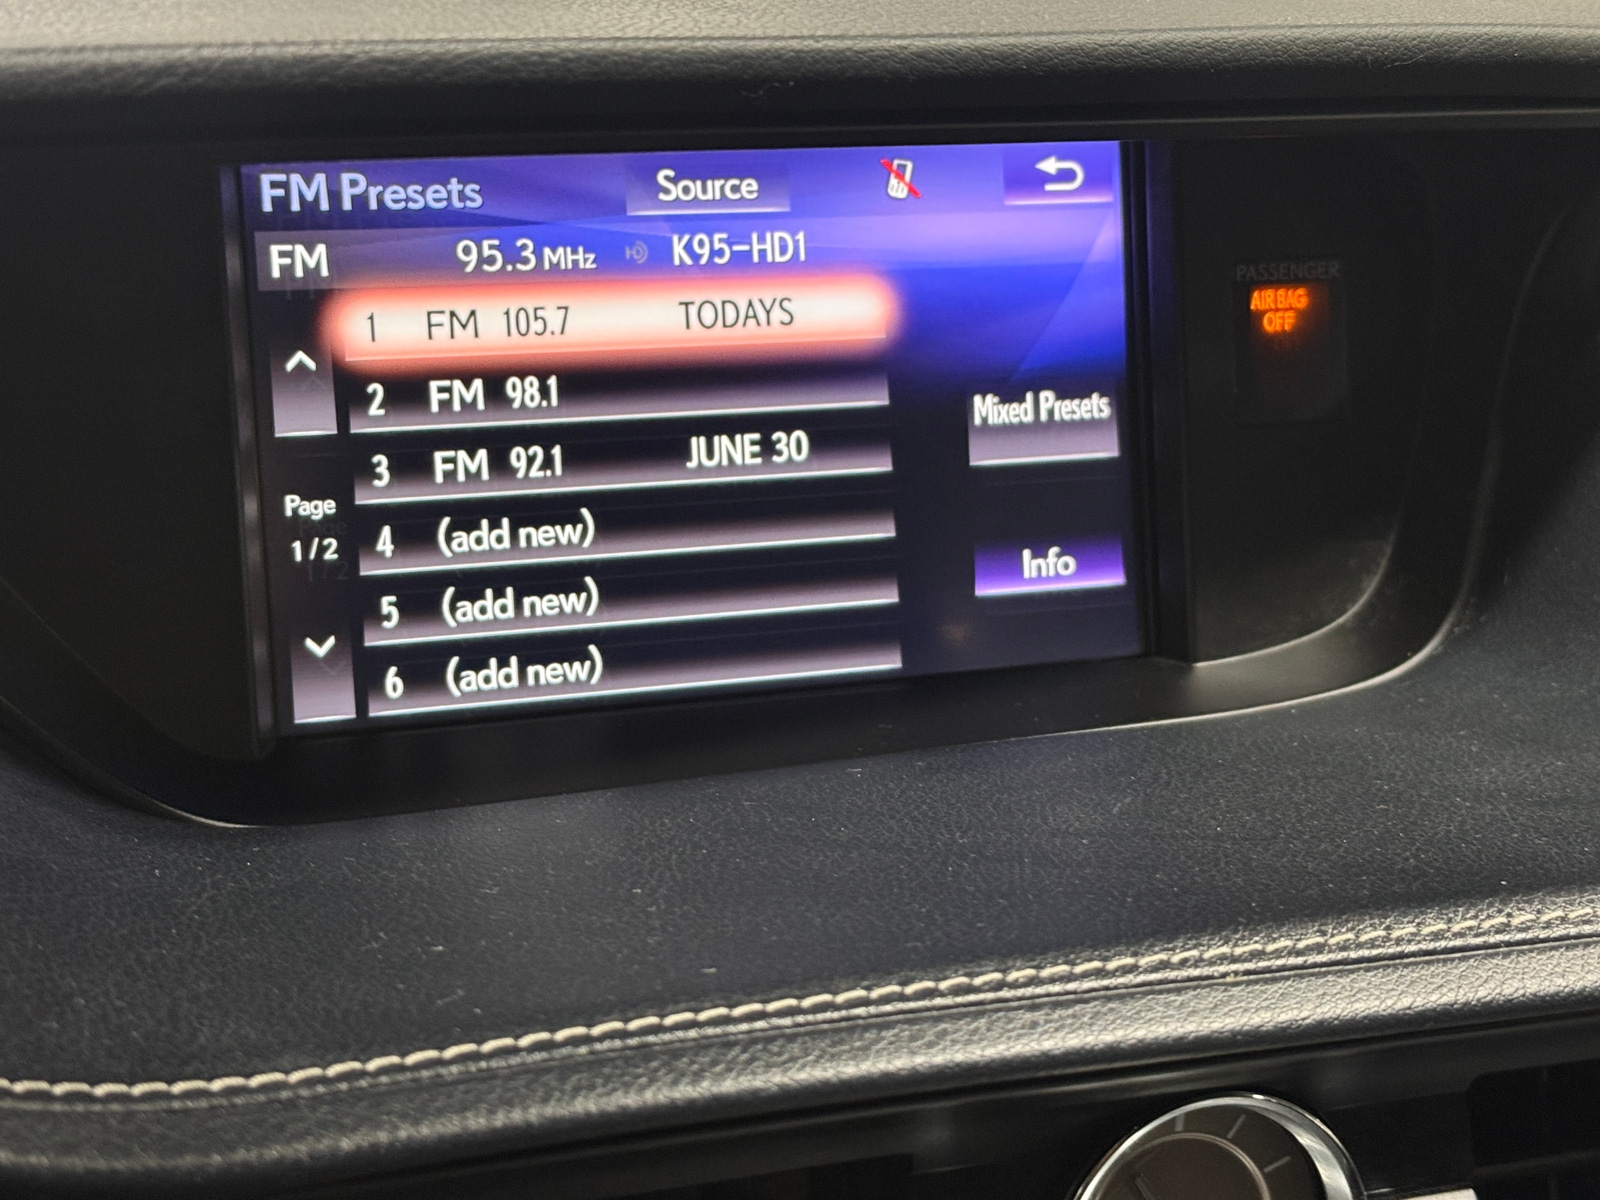 FM Presets Source
FM 95.3 MHz HD K95-HD1
1 FM 105.7 TODAYS
2 FM 98.1
3 FM 92.1 JUNE 30
4 (add new)
5 (add new)
6 (add new)
Page
1/2
Mixed Presets
Info
PASSENGER
AIR BAG
OFF